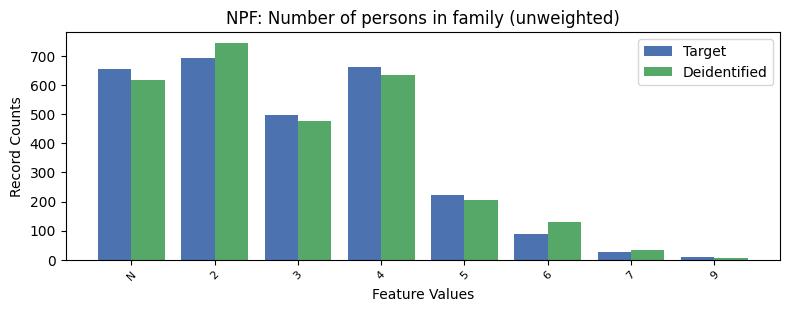 NPF: Number of persons in family (unweighted)
Target
Deidentified
Record Counts
700
600
500
400
300
200
100
0
N 2 3 4 5 6 7 9
Feature Values